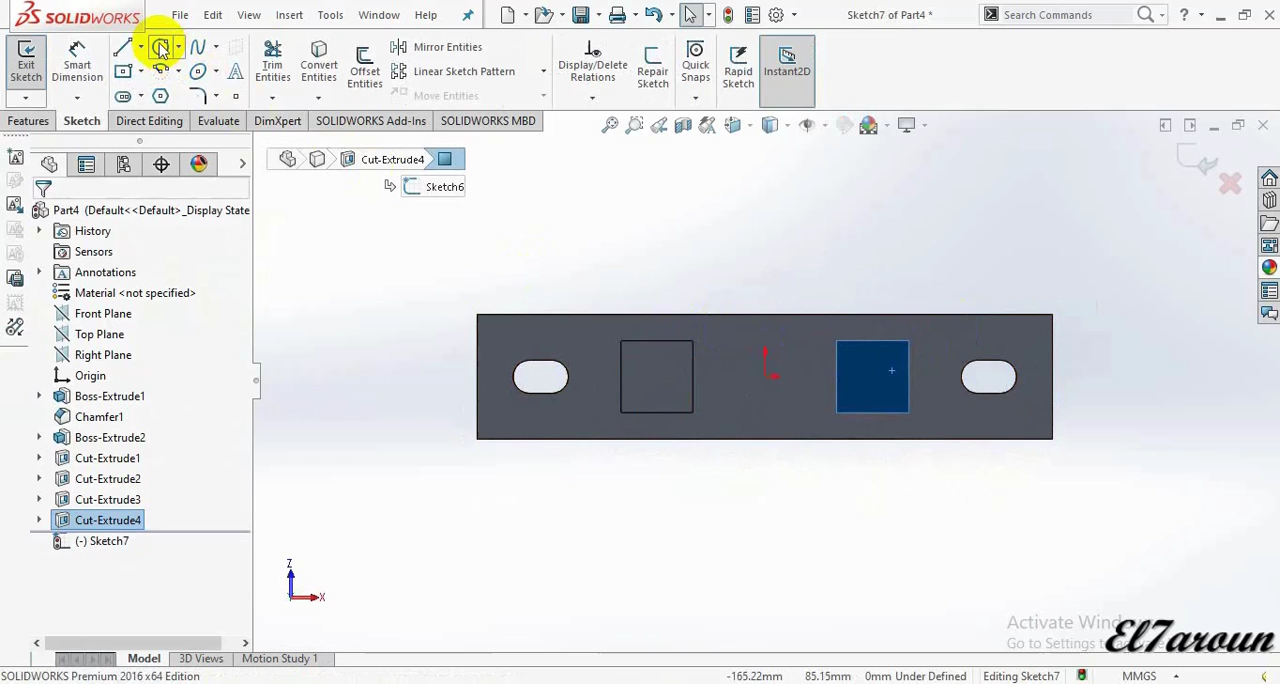 SOLIDWORKS File Edit View Insert Tools Window Help Sketch7 of Part4 * Search Commands ?
Exit Sketch
Smart Dimension
Trim Entities
Convert Entities
Offset Entities
Mirror Entities
Linear Sketch Pattern
Move Entities
Display/Delete Relations
Repair Sketch
Quick Snaps
Rapid Sketch
Instant2D
Features Sketch Direct Editing Evaluate DimXpert SOLIDWORKS Add-Ins SOLIDWORKS MBD
Cut-Extrude4
Sketch6
Part4 (Default<<Default>_Display State
History
Sensors
Annotations
Material <not specified>
Front Plane
Top Plane
Right Plane
Origin
Boss-Extrude1
Chamfer1
Boss-Extrude2
Cut-Extrude1
Cut-Extrude2
Cut-Extrude3
Cut-Extrude4
(-) Sketch7
Z
X
Activate
Go to Settings to
El7aroun
Model 3D Views Motion Study 1
SOLIDWORKS Premium 2016 x64 Edition -165.22mm 85.15mm 0mm Under Defined Editing Sketch7 MMGS